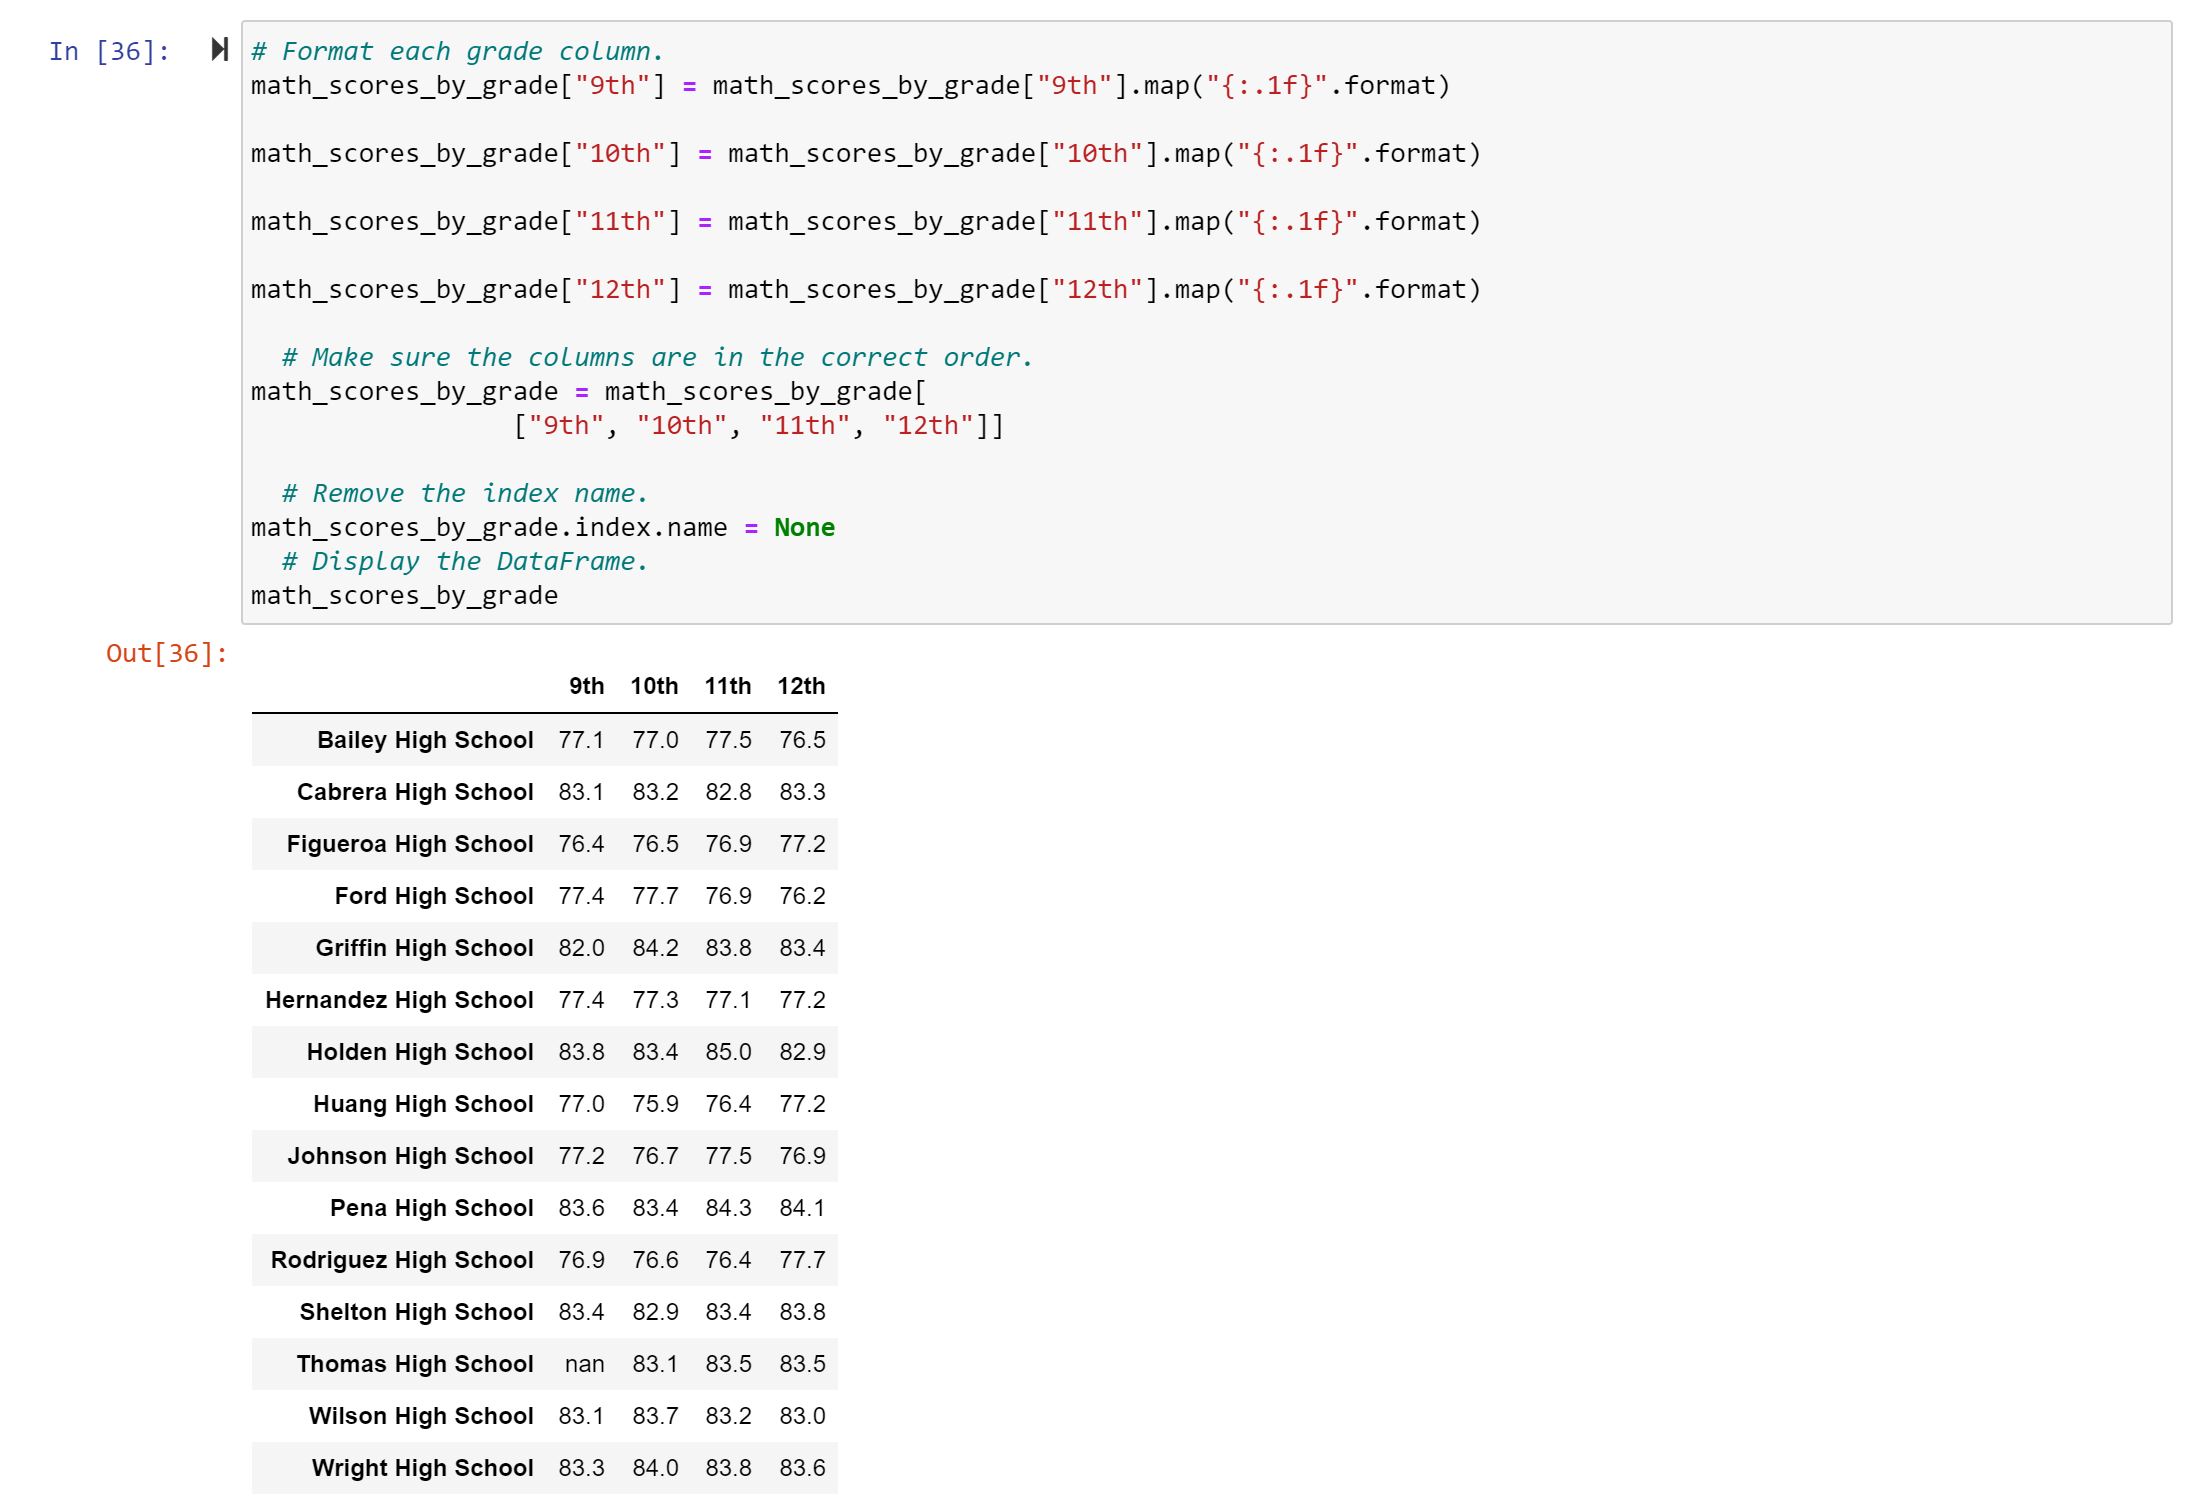 In [36]:
# Format each grade column.
math_scores_by_grade["9th"] = math_scores_by_grade["9th"].map("{:.1f}".format)
math_scores_by_grade["10th"] = math_scores_by_grade["10th"].map("{:.1f}".format)
math_scores_by_grade["11th"] = math_scores_by_grade["11th"].map("{:.1f}".format)
math_scores_by_grade["12th"] = math_scores_by_grade["12th"].map("{:.1f}".format)
# Make sure the columns are in the correct order.
math_scores_by_grade = math_scores_by_grade[
["9th", "10th", "11th", "12th"]]
# Remove the index name.
math_scores_by_grade.index.name = None
# Display the DataFrame.
math_scores_by_grade
Out[36]:
9th 10th 11th 12th
Bailey High School 77.1 77.0 77.5 76.5
Cabrera High School 83.1 83.2 82.8 83.3
Figueroa High School 76.4 76.5 76.9 77.2
Ford High School 77.4 77.7 76.9 76.2
Griffin High School 82.0 84.2 83.8 83.4
Hernandez High School 77.4 77.3 77.1 77.2
Holden High School 83.8 83.4 85.0 82.9
Huang High School 77.0 75.9 76.4 77.2
Johnson High School 77.2 76.7 77.5 76.9
Pena High School 83.6 83.4 84.3 84.1
Rodriguez High School 76.9 76.6 76.4 77.7
Shelton High School 83.4 82.9 83.4 83.8
Thomas High School nan 83.1 83.5 83.5
Wilson High School 83.1 83.7 83.2 83.0
Wright High School 83.3 84.0 83.8 83.6